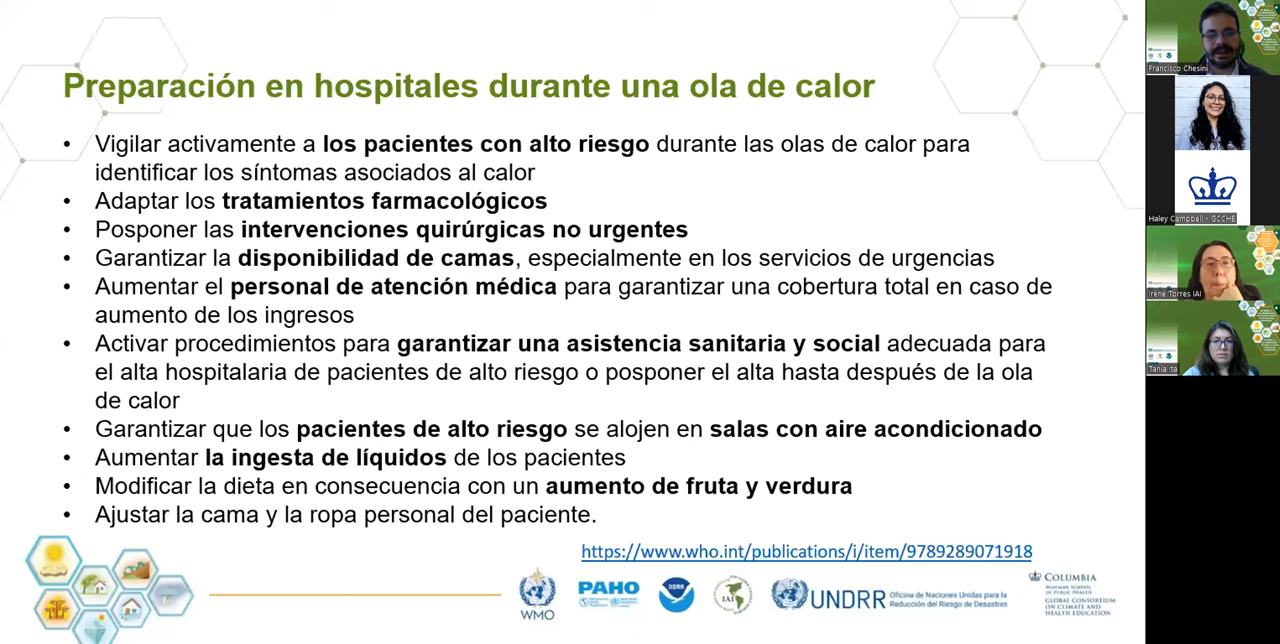 Preparación en hospitales durante una ola de calor
• Vigilar activamente a los pacientes con alto riesgo durante las olas de calor para
identificar los síntomas asociados al calor
• Adaptar los tratamientos farmacológicos
• Posponer las intervenciones quirúrgicas no urgentes
• Garantizar la disponibilidad de camas, especialmente en los servicios de urgencias
• Aumentar el personal de atención médica para garantizar una cobertura total en caso de
aumento de los ingresos
• Activar procedimientos para garantizar una asistencia sanitaria y social adecuada para
el alta hospitalaria de pacientes de alto riesgo o posponer el alta hasta después de la ola
de calor
• Garantizar que los pacientes de alto riesgo se alojen en salas con aire acondicionado
• Aumentar la ingesta de líquidos de los pacientes
• Modificar la dieta en consecuencia con un aumento de fruta y verdura
• Ajustar la cama y la ropa personal del paciente.
https://www.who.int/publications/i/item/9789289071918
WMO
PAHO
IAI
UNDRR
Oficina de Naciones Unidas para la
Reducción del Riesgo de Desastres
COLUMBIA
MAILMAN SCHOOL
OF PUBLIC HEALTH
GLOBAL CONSORTIUM
ON CLIMATE AND
HEALTH EDUCATION
Francisco Chesini
Haley Campbell - GCCHE
Irene Torres IAI
Tania Ita